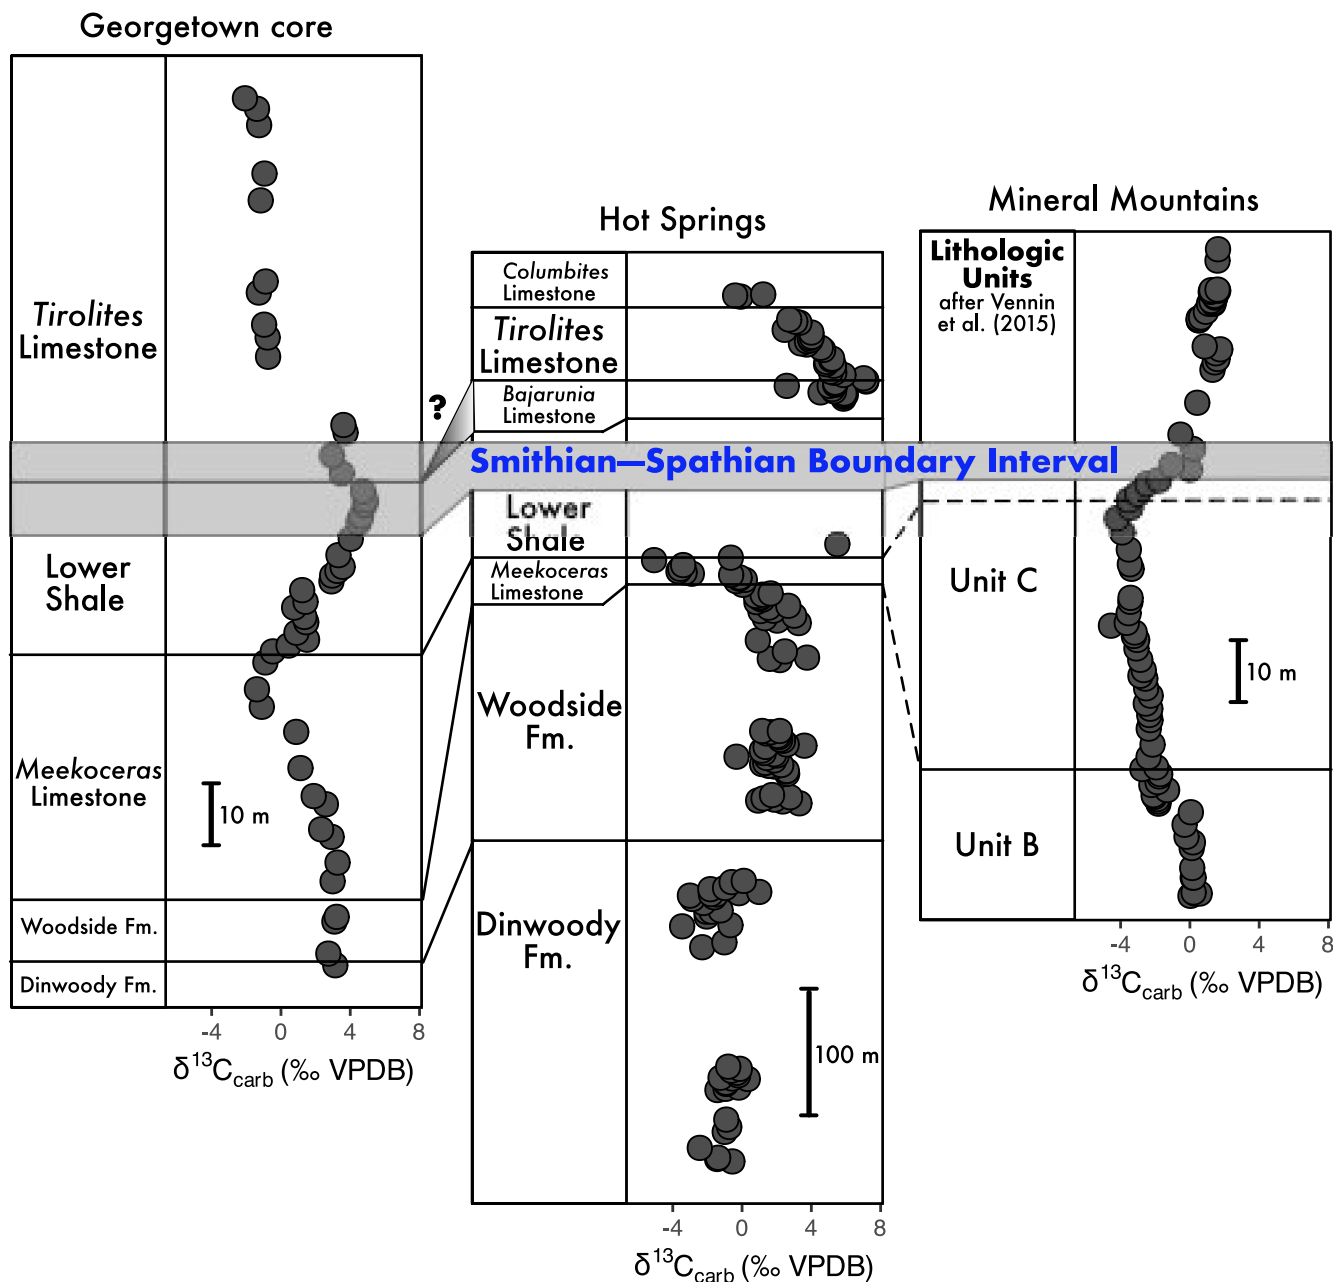 Georgetown core
Tirolites
Limestone
Lower
Shale
Meekoceras
Limestone
10 m
Woodside Fm.
Dinwoody Fm.
-4 0 4 8
δ¹³C_carb (‰ VPDB)
?
Hot Springs
Columbites
Limestone
Tirolites
Limestone
Bajarunia
Limestone
Smithian—Spathian Boundary Interval
Lower
Shale
Meekoceras
Limestone
Woodside
Fm.
Dinwoody
Fm.
100 m
-4 0 4 8
δ¹³C_carb (‰ VPDB)
Mineral Mountains
Lithologic
Units
after Vennin
et al. (2015)
Unit C
10 m
Unit B
-4 0 4 8
δ¹³C_carb (‰ VPDB)